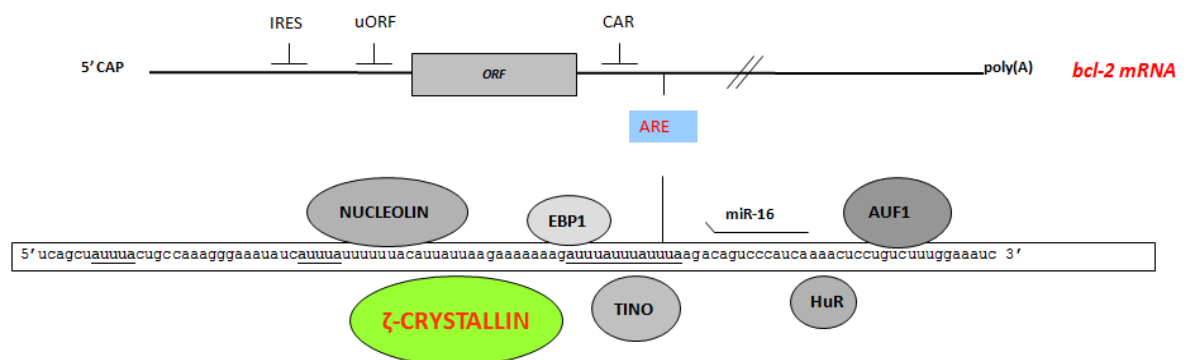 IRES uORF CAR
5' CAP ORF poly(A) bcl-2 mRNA
ARE
NUCLEOLIN EBP1 miR-16 AUF1
5'ucagcuauuuacugccaaagggaaauaucauuuauuuuuuacauuauuaagaaaaaaagauuuauuuauuuaagacagucccaucaaaacuccugucuuuggaaauc 3'
ζ-CRYSTALLIN TINO HuR